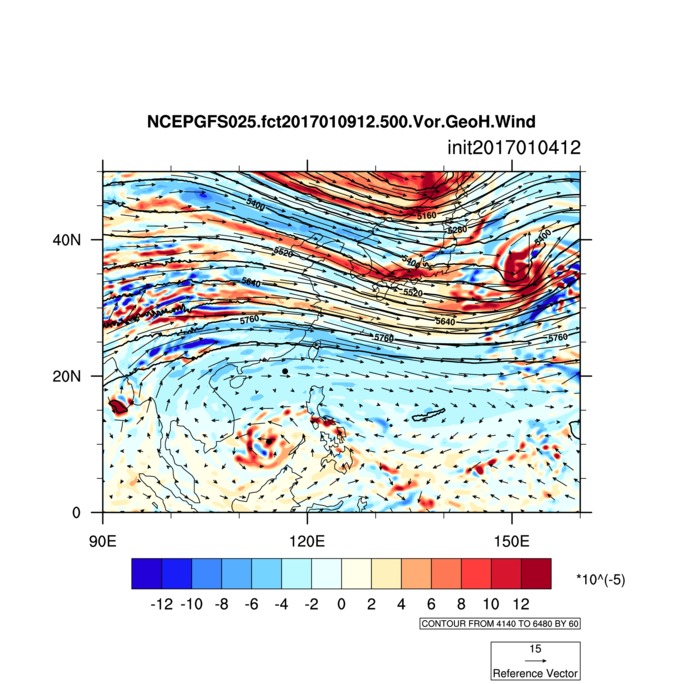 NCEPGFS025.fct2017010912.500.Vor.GeoH.Wind
init2017010412
5400
5160
5280
5400
40N
5520
5400
5640
5520
5760
5640
5760
5760
20N
0
90E 120E 150E
-12 -10 -8 -6 -4 -2 0 2 4 6 8 10 12
*10^(-5)
CONTOUR FROM 4140 TO 6480 BY 60
15
Reference Vector